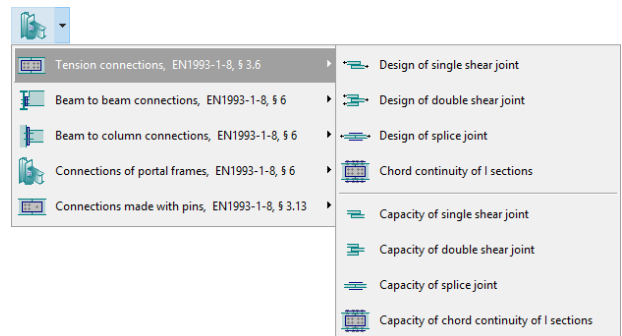 Tension connections, EN1993-1-8, § 3.6
Beam to beam connections, EN1993-1-8, § 6
Beam to column connections, EN1993-1-8, § 6
Connections of portal frames, EN1993-1-8, § 6
Connections made with pins, EN1993-1-8, § 3.13
Design of single shear joint
Design of double shear joint
Design of splice joint
Chord continuity of I sections
Capacity of single shear joint
Capacity of double shear joint
Capacity of splice joint
Capacity of chord continuity of I sections